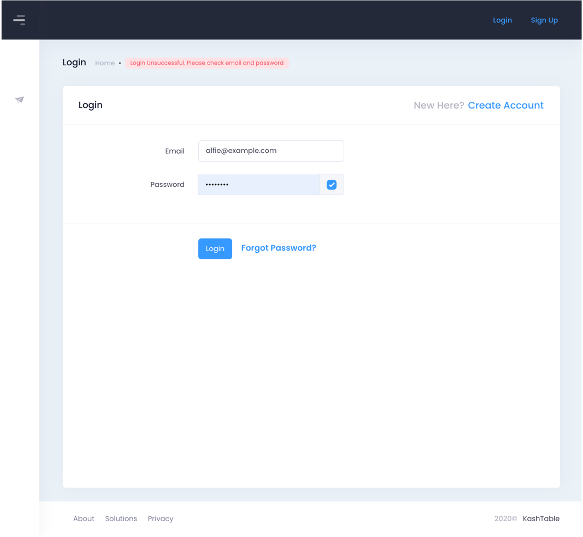 Login Sign Up
Login Home • Login Unsuccessful. Please check email and password
Login New Here? Create Account
Email alfie@example.com
Password ••••••••
Login Forgot Password?
About Solutions Privacy 2020© KashTable